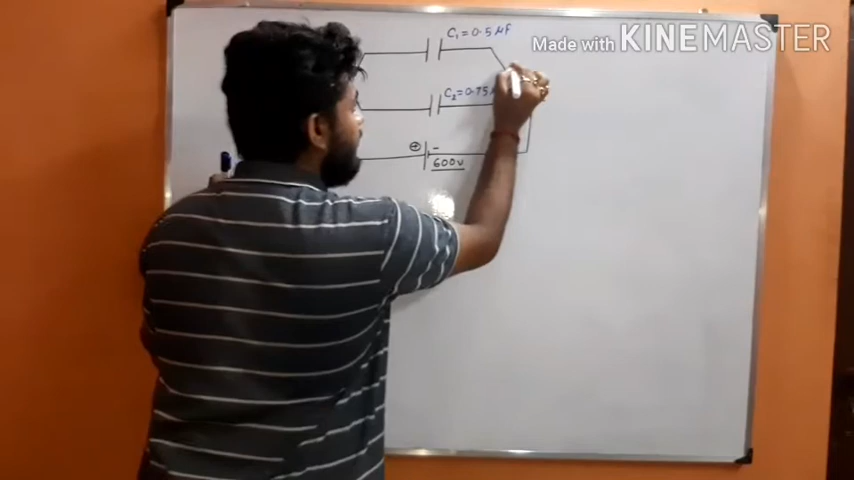 C₁=0.5 μF
Made with KINEMASTER
C₂=0.75
+ -
600V